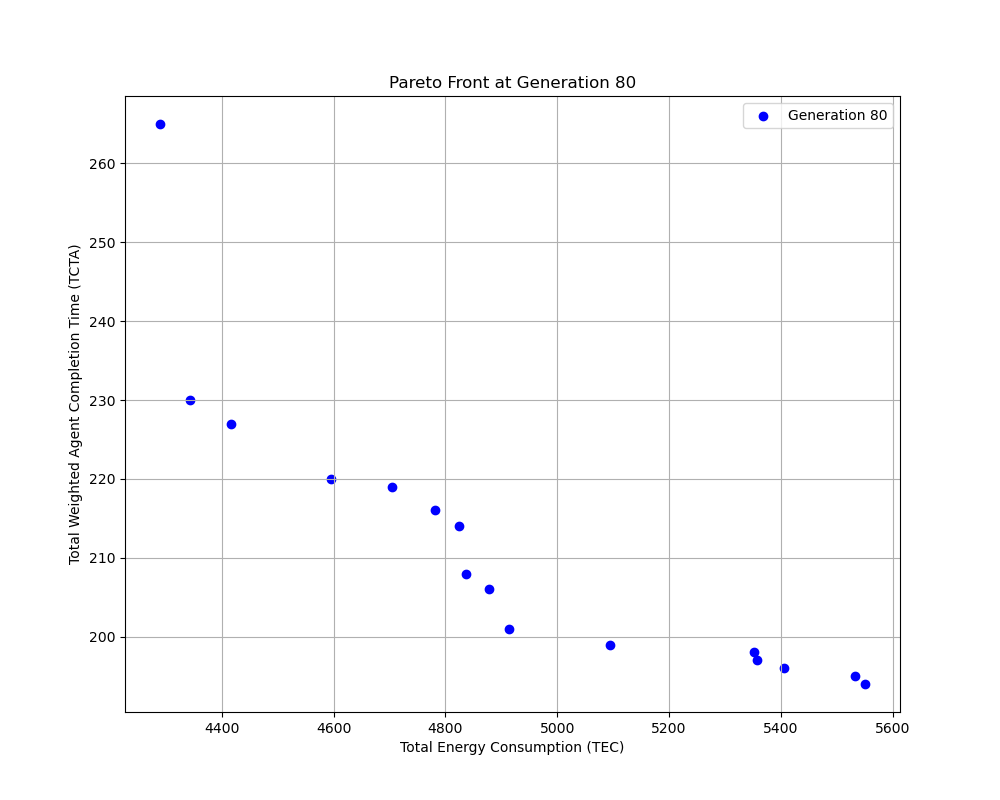 Pareto Front at Generation 80
Generation 80
260
250
240
230
220
210
200
Total Weighted Agent Completion Time (TCTA)
4400 4600 4800 5000 5200 5400 5600
Total Energy Consumption (TEC)